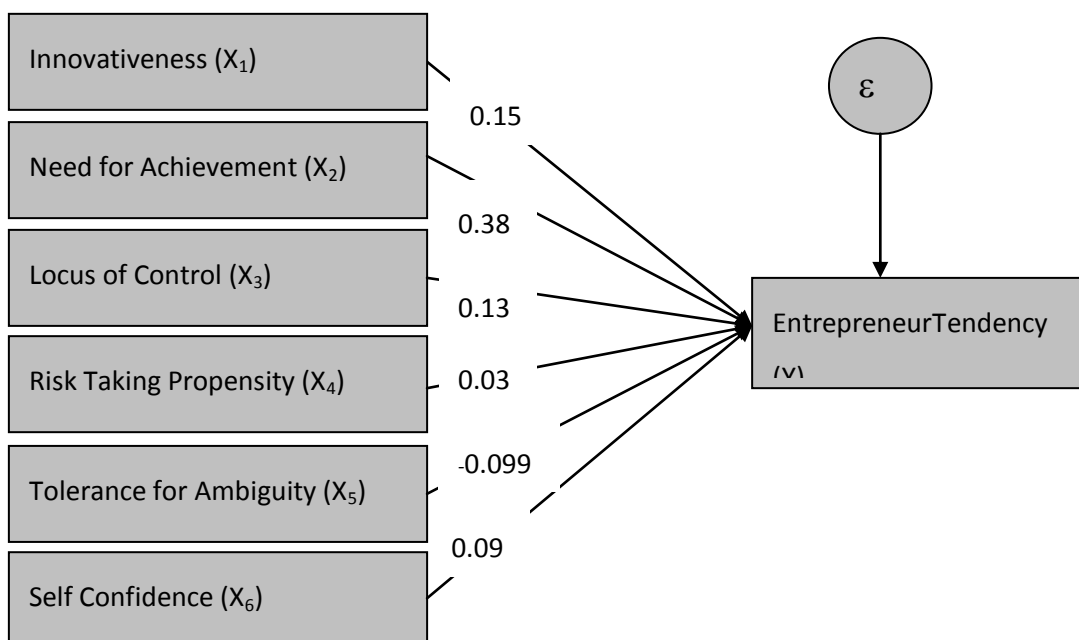 Innovativeness (X₁)
ε
0.15
Need for Achievement (X₂)
0.38
Locus of Control (X₃)
0.13
EntrepreneurTendency
Risk Taking Propensity (X₄)
0.03
-0.099
Tolerance for Ambiguity (X₅)
0.09
Self Confidence (X₆)